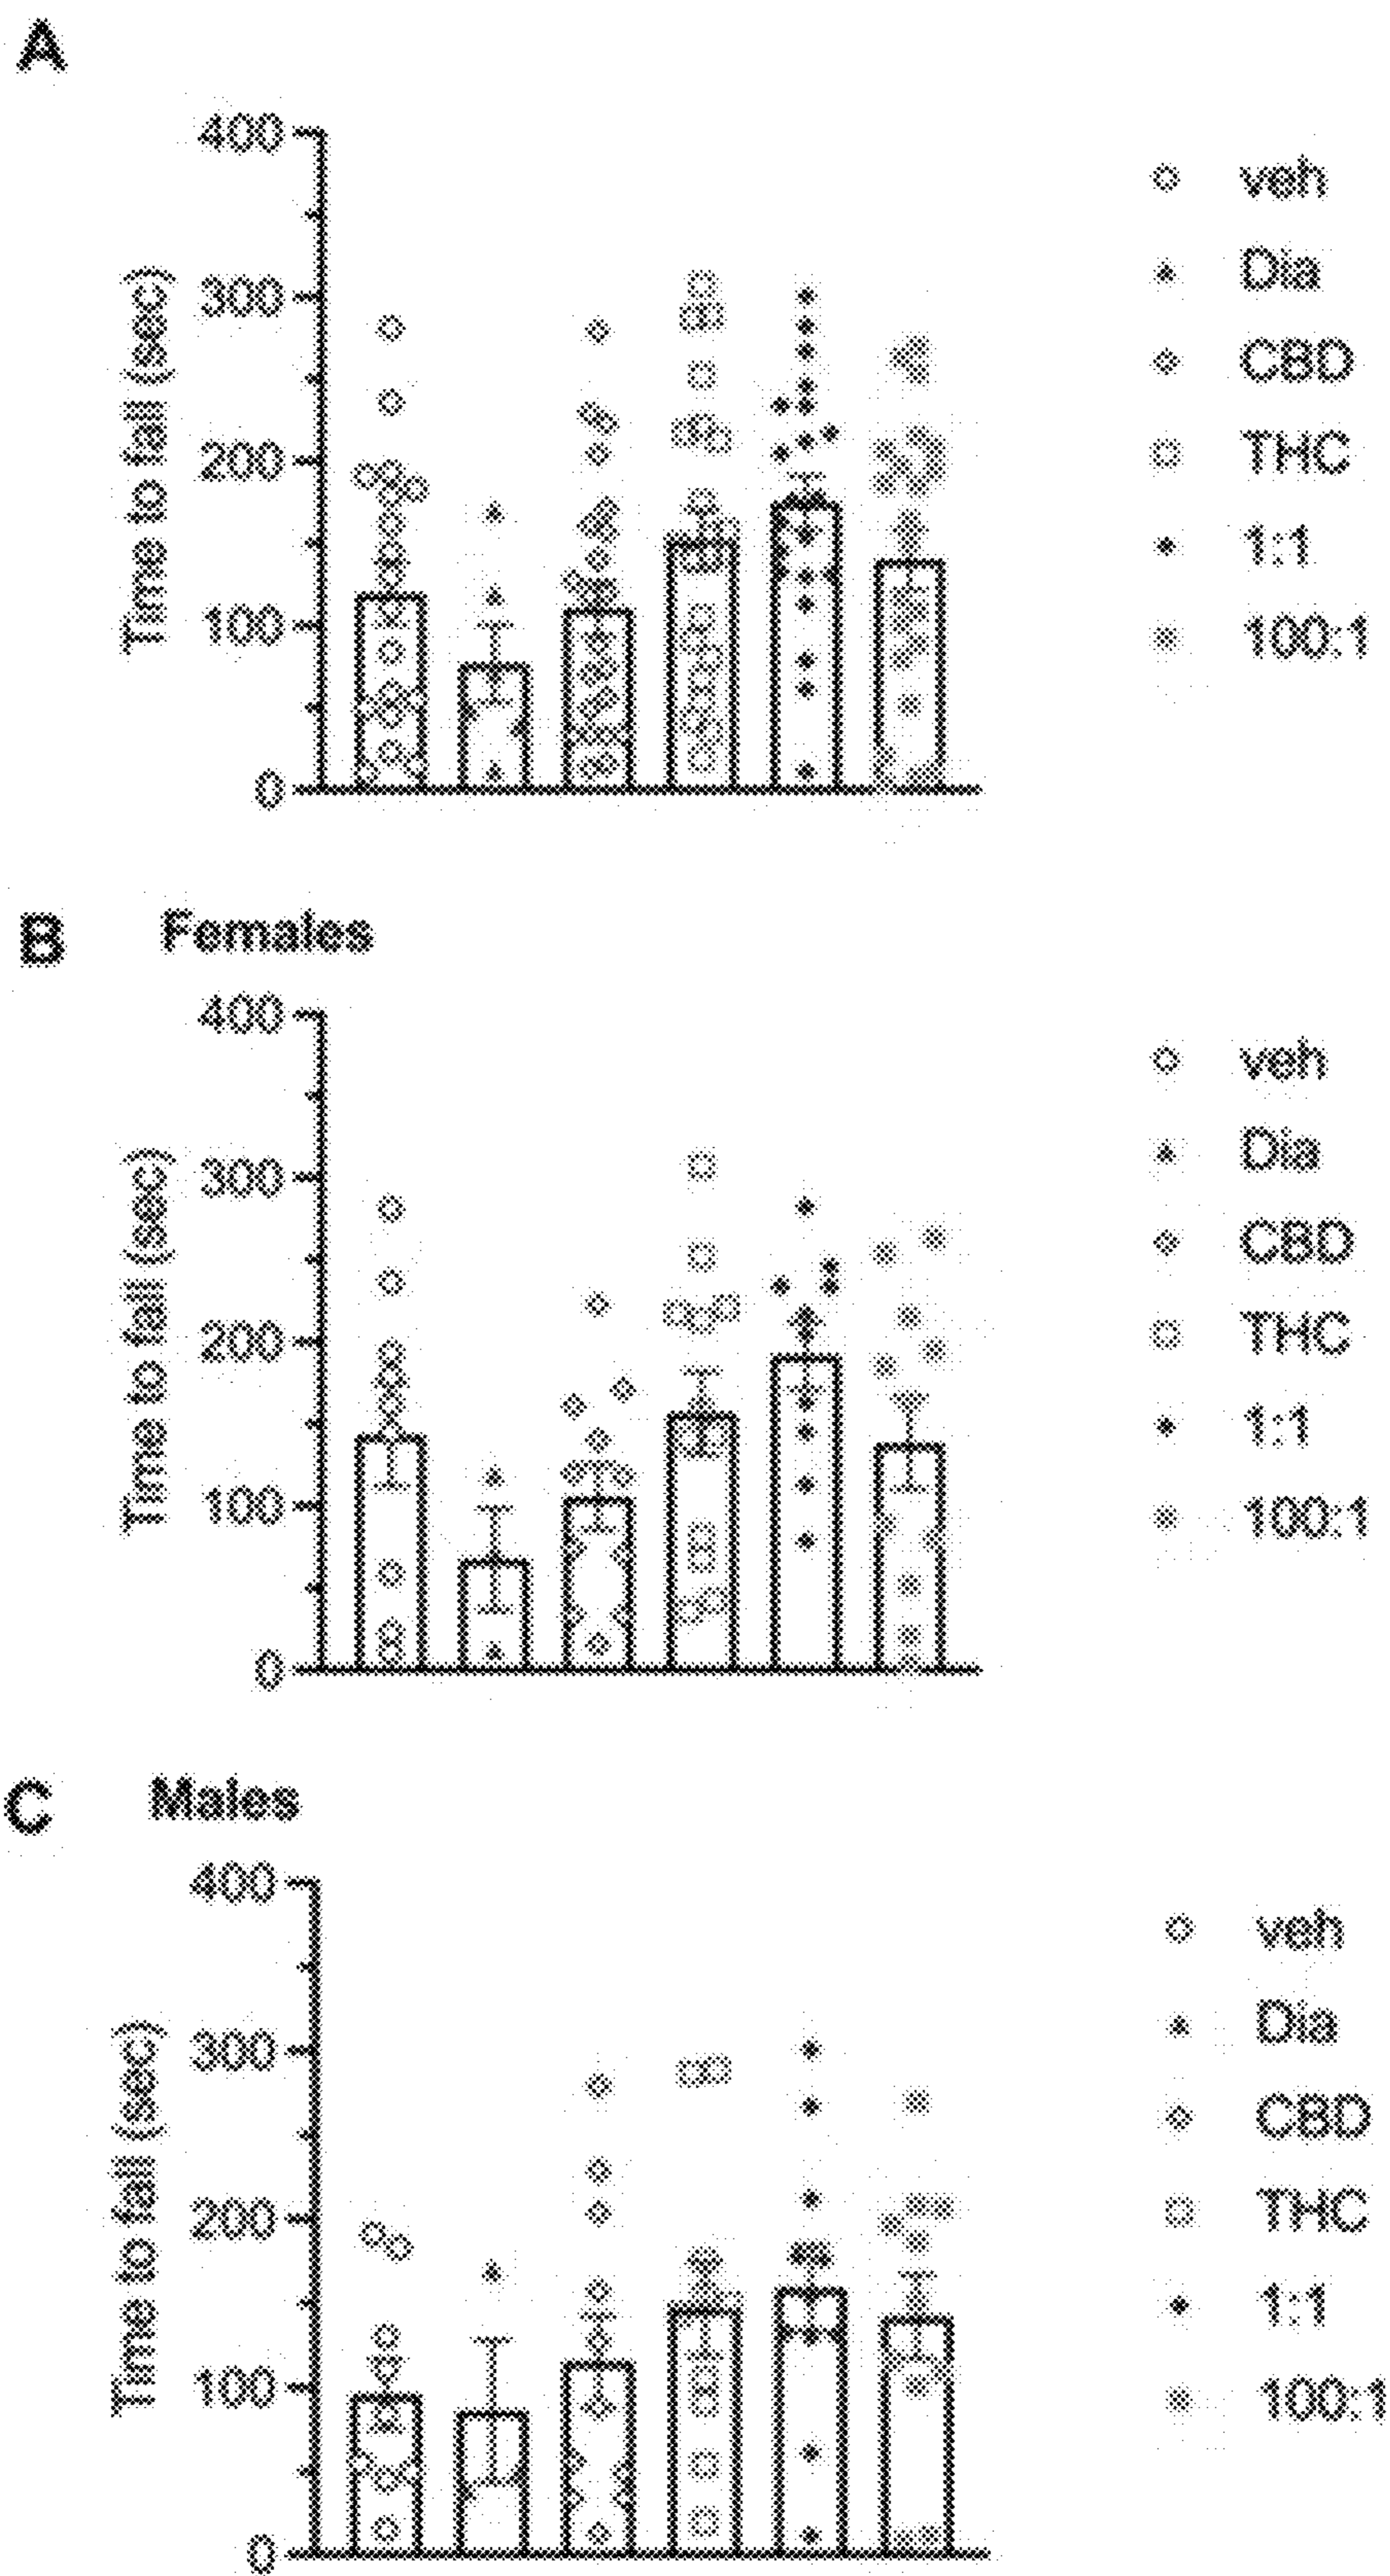 A
400
300
200
100
0
Time to fall (sec)
veh
Dia
CBD
THC
1:1
100:1
B Females
400
300
200
100
0
Time to fall (sec)
veh
Dia
CBD
THC
1:1
100:1
C Males
400
300
200
100
0
Time to fall (sec)
veh
Dia
CBD
THC
1:1
100:1